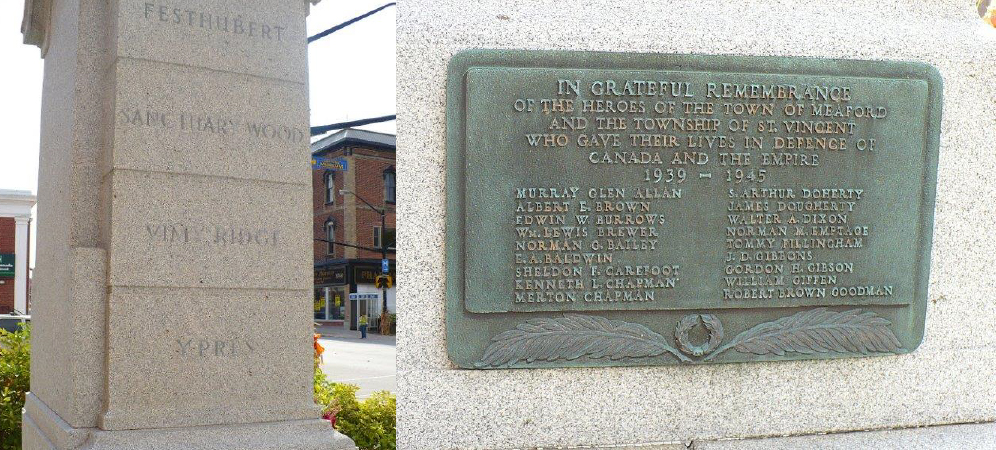 FESTHUBERT
SANCTUARY WOOD
VIMY RIDGE
YPRES
IN GRATEFUL REMEMBRANCE
OF THE HEROES OF THE TOWN OF MEAFORD
AND THE TOWNSHIP OF ST. VINCENT
WHO GAVE THEIR LIVES IN DEFENCE OF
CANADA AND THE EMPIRE
1939 – 1945
MURRAY GLEN ALLAN
ALBERT E. BROWN
EDWIN W. BURROWS
WM. LEWIS BREWER
NORMAN G. BAILEY
E. A. BALDWIN
SHELDON F. CAREFOOT
KENNETH L. CHAPMAN
MERTON CHAPMAN
S. ARTHUR DOHERTY
JAMES DOUGHERTY
WALTER A. DIXON
NORMAN M. EMPTAGE
TOMMY FILLINGHAM
J. D. GIBBONS
GORDON H. GIBSON
WILLIAM GIFFEN
ROBERT BROWN GOODMAN